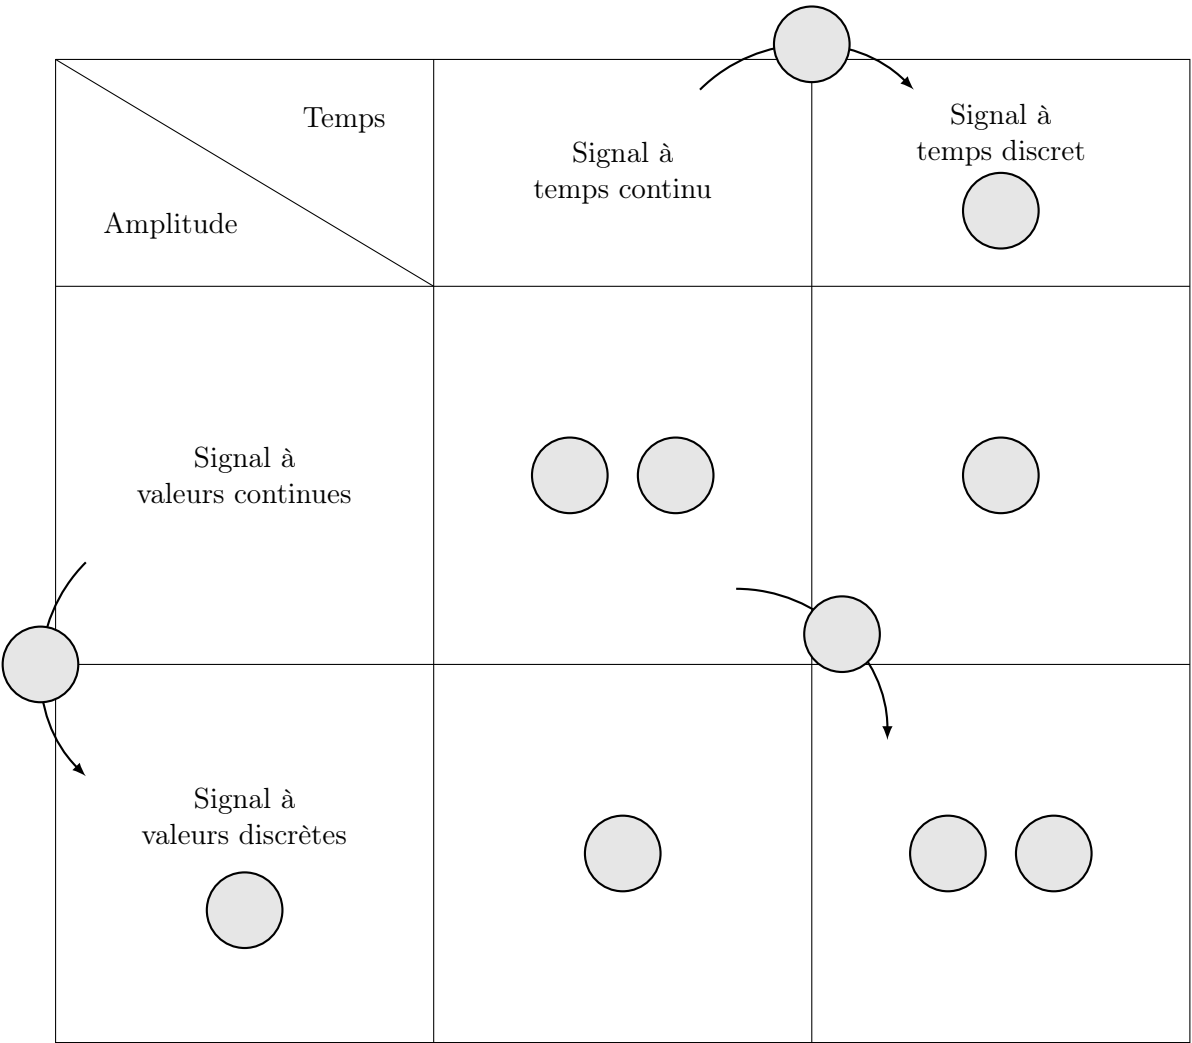 Temps
Amplitude
Signal à
temps continu
Signal à
temps discret
Signal à
valeurs continues
Signal à
valeurs discrètes